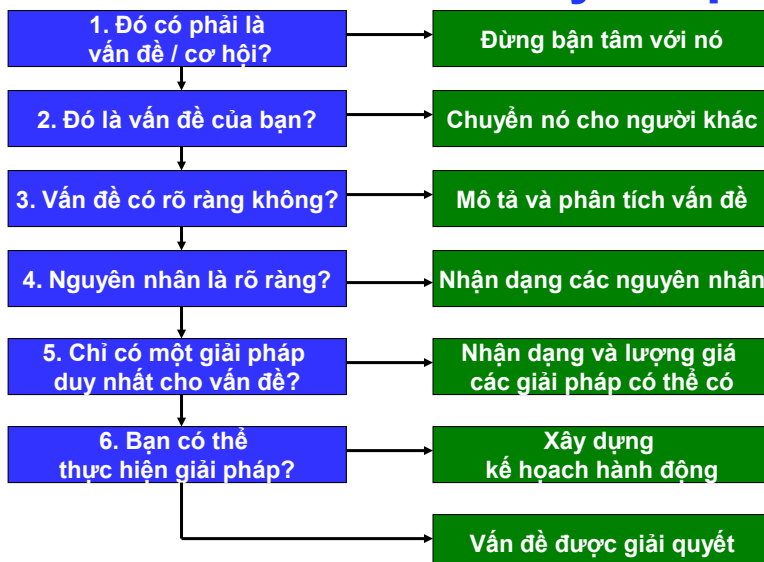 1. Đó có phải là
vấn đề / cơ hội?
Đừng bận tâm với nó
2. Đó là vấn đề của bạn?
Chuyển nó cho người khác
3. Vấn đề có rõ ràng không?
Mô tả và phân tích vấn đề
4. Nguyên nhân là rõ ràng?
Nhận dạng các nguyên nhân
5. Chỉ có một giải pháp
duy nhất cho vấn đề?
Nhận dạng và lượng giá
các giải pháp có thể có
6. Bạn có thể
thực hiện giải pháp?
Xây dựng
kế họach hành động
Vấn đề được giải quyết